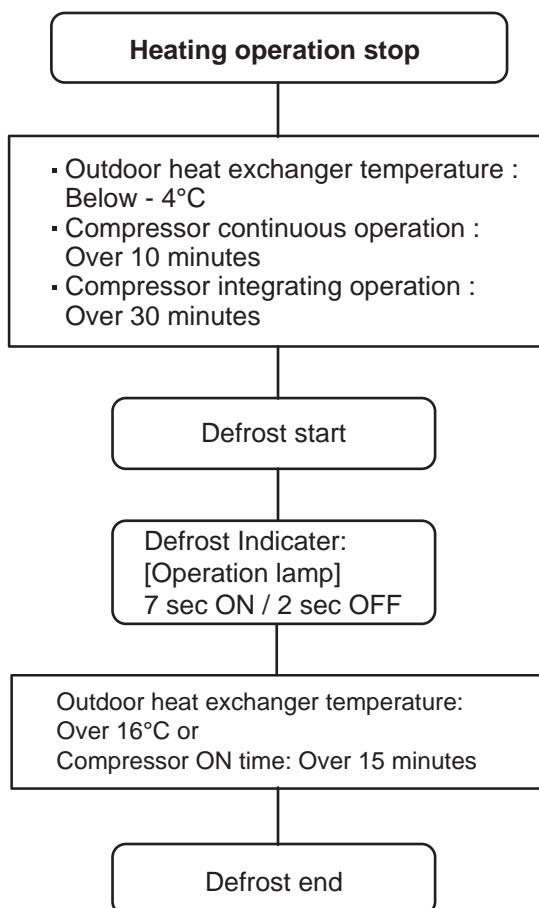 Heating operation stop
▪ Outdoor heat exchanger temperature :
Below - 4°C
▪ Compressor continuous operation :
Over 10 minutes
▪ Compressor integrating operation :
Over 30 minutes
Defrost start
Defrost Indicater:
[Operation lamp]
7 sec ON / 2 sec OFF
Outdoor heat exchanger temperature:
Over 16°C or
Compressor ON time: Over 15 minutes
Defrost end